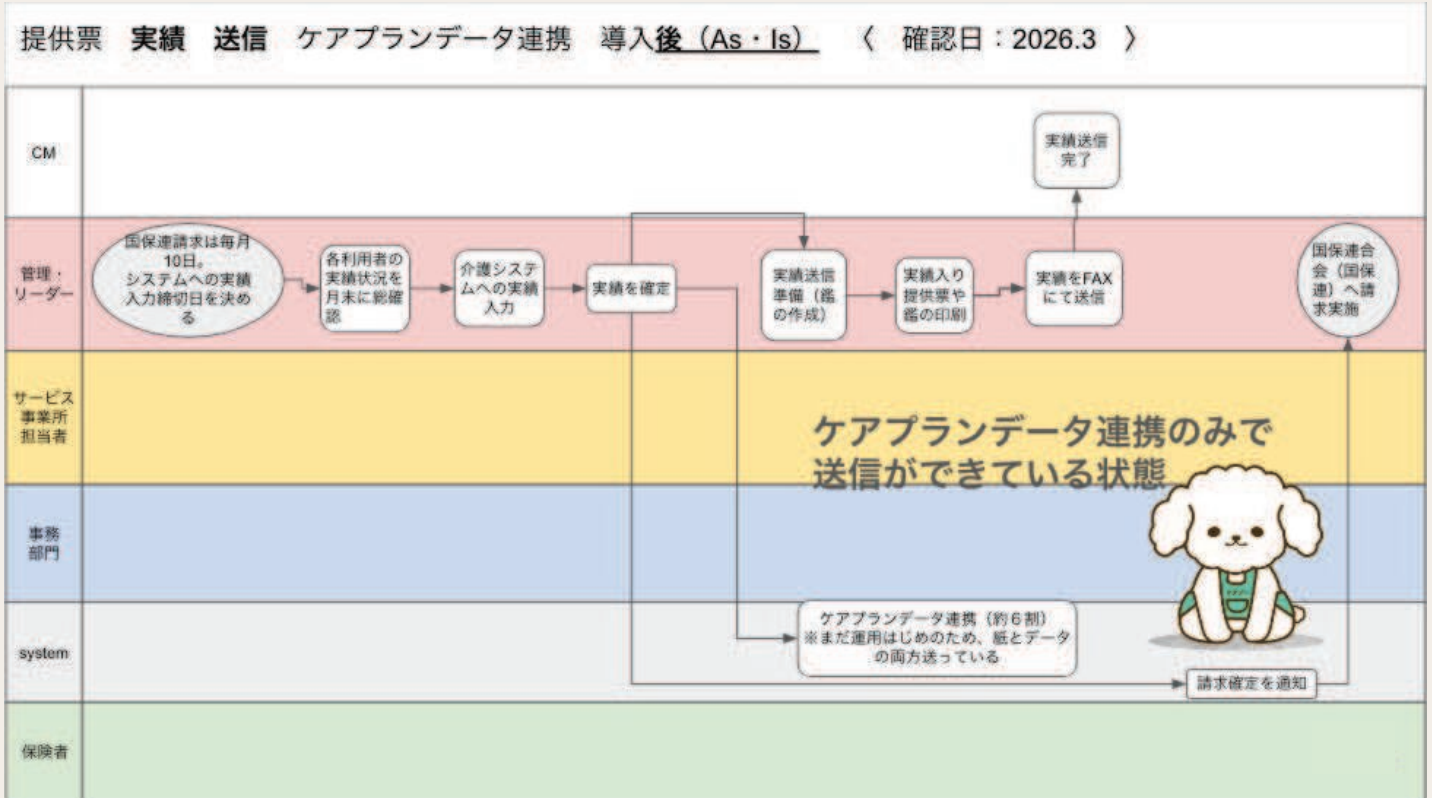 提供票　実績　送信　ケアプランデータ連携　導入後（As・Is）　〈　確認日：2026.3　〉
CM
実績送信
完了
管理・
リーダー
国保連請求は毎月
10日。
システムへの実績
入力締切日を決め
る
各利用者の
実績状況を
月末に総確
認
介護システ
ムへの実績
入力
実績を確定
実績送信
準備（鑑
の作成）
実績入り
提供票や
鑑の印刷
実績をFAX
にて送信
国保連合
会（国保
連）へ請
求実施
サービス
事業所
担当者
ケアプランデータ連携のみで
送信ができている状態
事務
部門
system
ケアプランデータ連携（約６割）
※まだ運用はじめのため、紙とデータ
の両方送っている
請求確定を通知
保険者